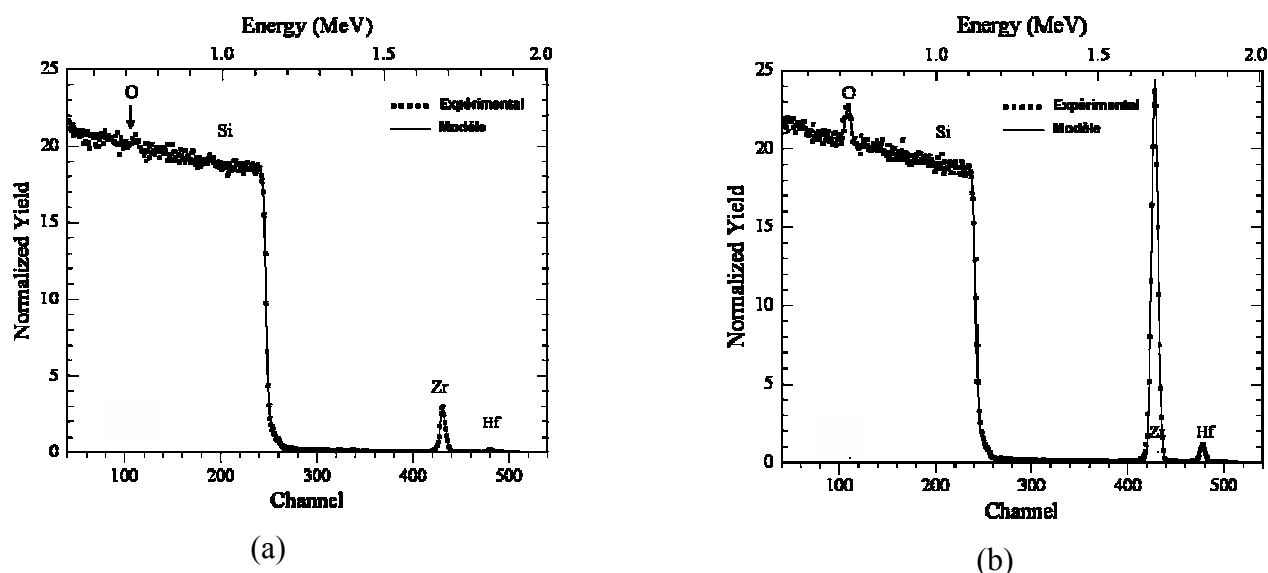 Energy (MeV)
1.0 1.5 2.0
25
20
15
10
5
0
Normalized Yield
O
Si
Expérimental
Modèle
Zr
Hf
100 200 300 400 500
Channel
(a)
Energy (MeV)
1.0 1.5 2.0
25
20
15
10
5
0
Normalized Yield
O
Si
Expérimental
Modèle
Zr
Hf
100 200 300 400 500
Channel
(b)